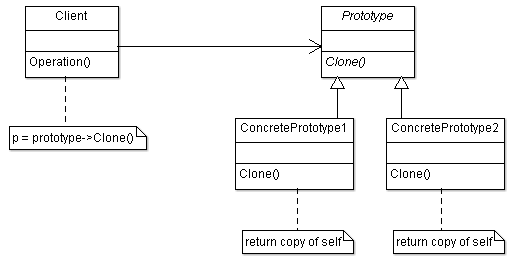 Client
Prototype
Operation()
Clone()
p = prototype->Clone()
ConcretePrototype1
ConcretePrototype2
Clone()
Clone()
return copy of self
return copy of self